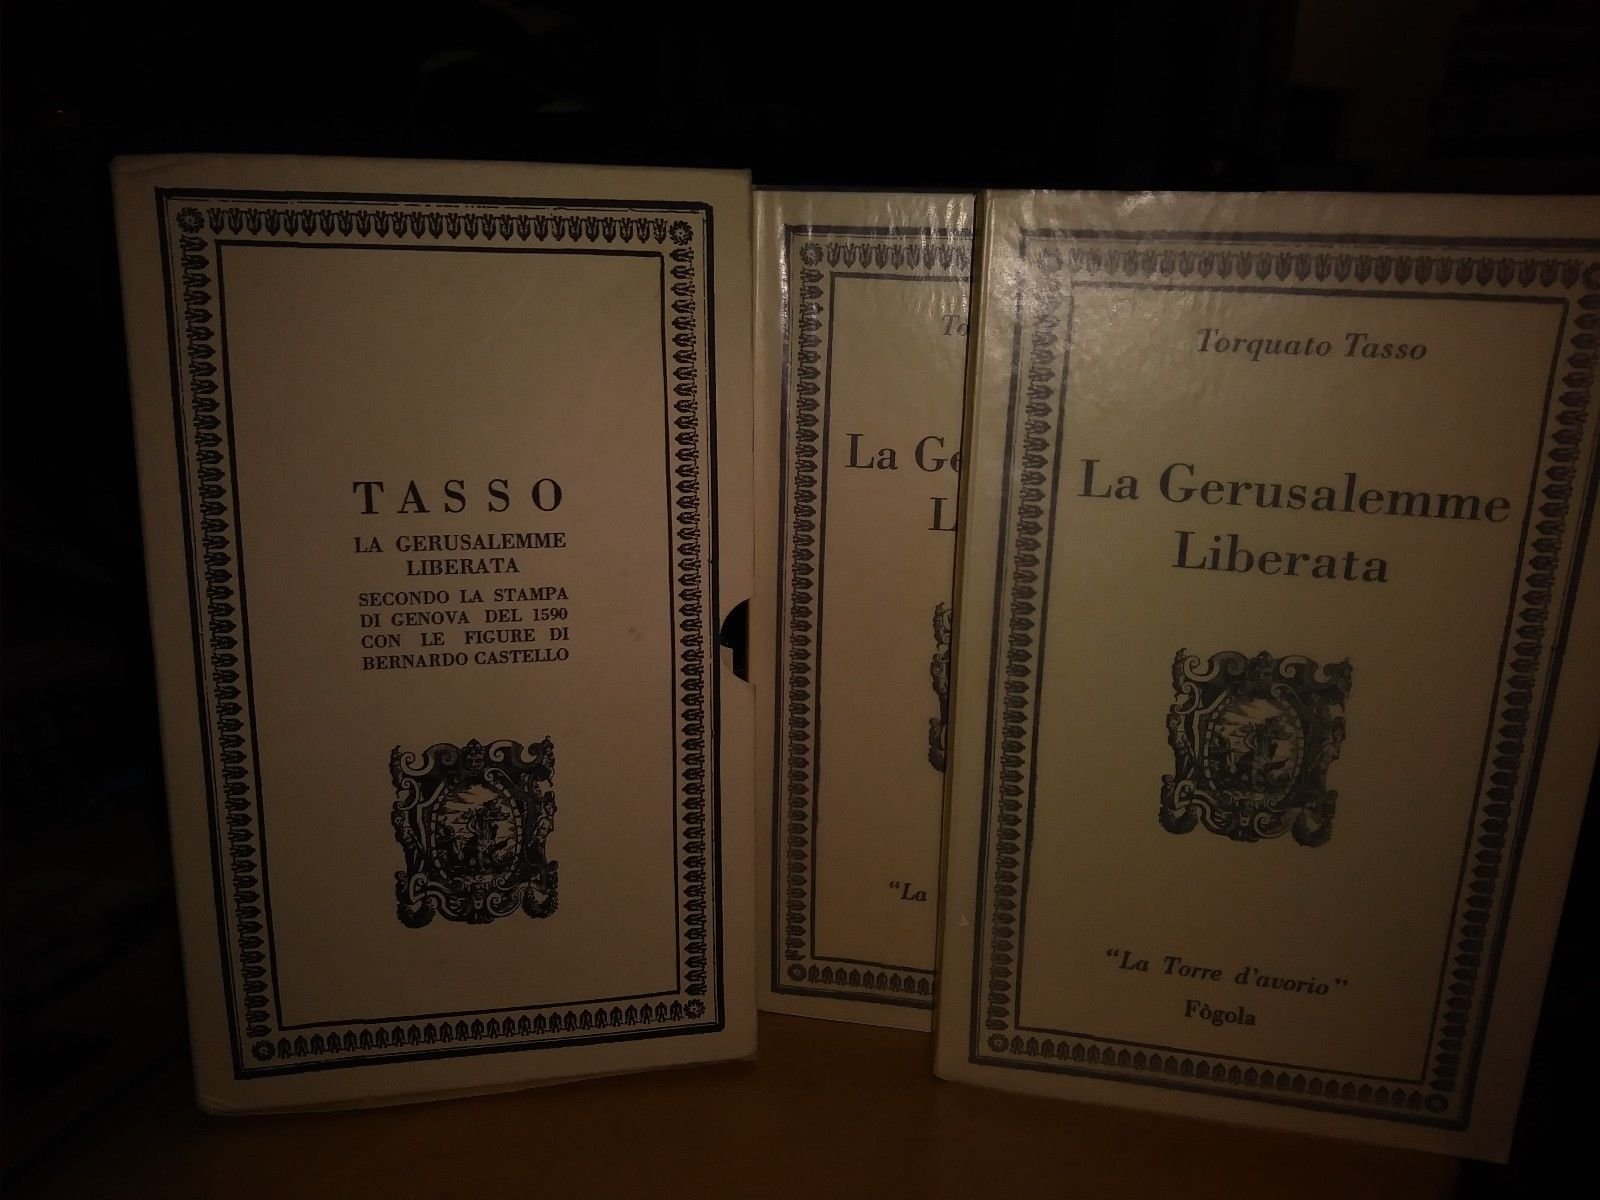 TASSO
LA GERUSALEMME
LIBERATA
SECONDO LA STAMPA
DI GENOVA DEL 1590
CON LE FIGURE DI
BERNARDO CASTELLO
La
"La
Torquato Tasso
La Gerusalemme
Liberata
"La Torre d'avorio"
Fògola